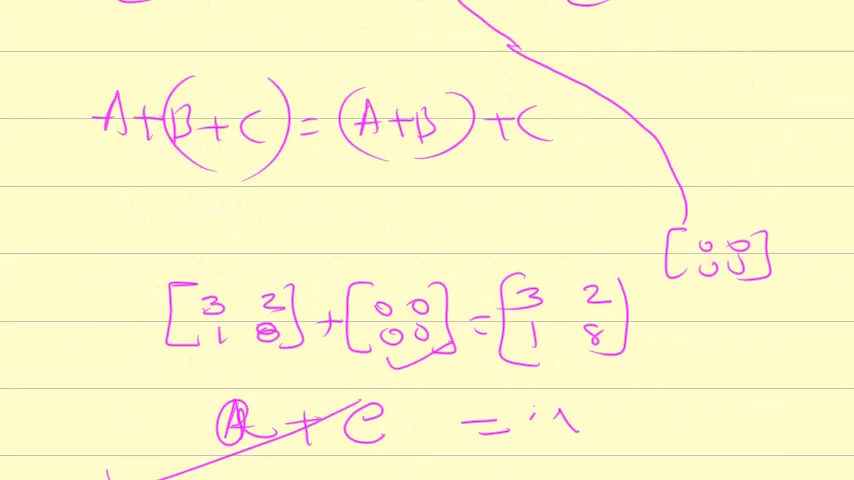 A+(B+C)=(A+B)+C
[0 0
0 0]
[3 2 ]+[0 0 ]=[3 2
1 8] 0 0] 1 8]
A + C =